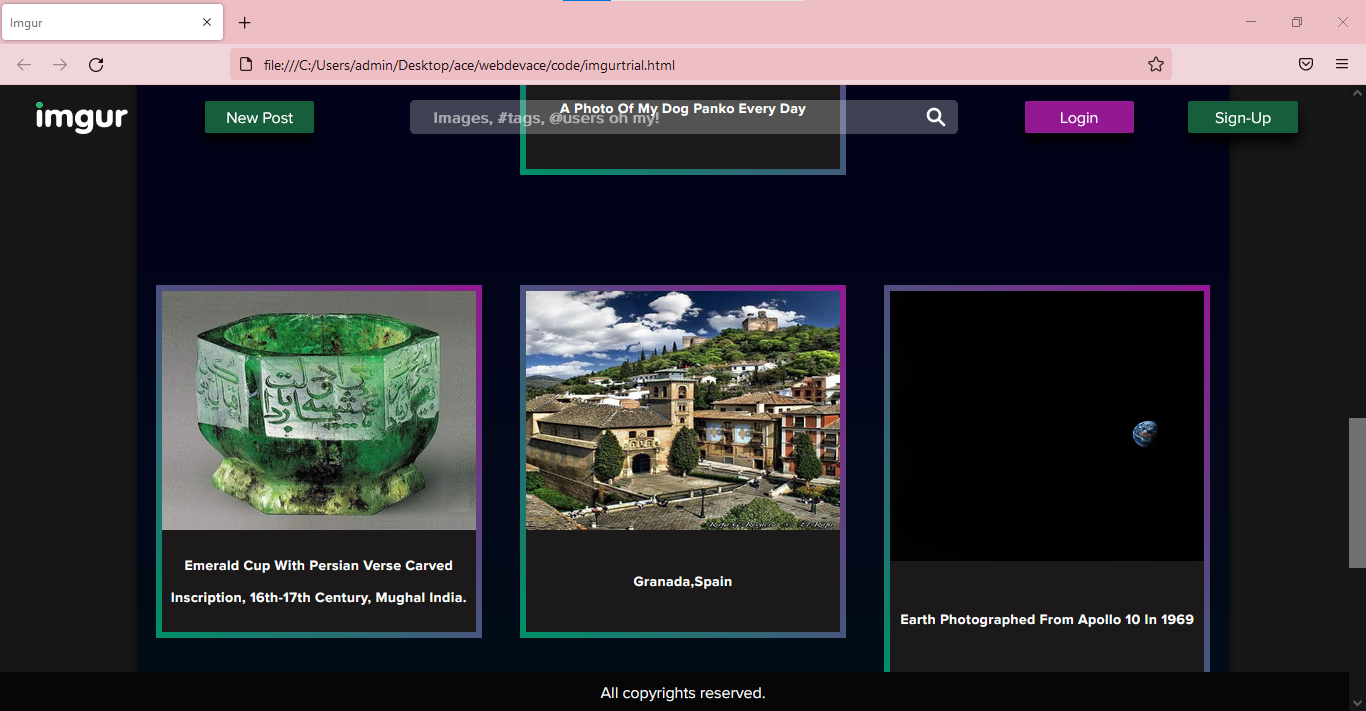 Imgur
file:///C:/Users/admin/Desktop/ace/webdevace/code/imgurtrial.html
imgur
New Post
A Photo Of My Dog Panko Every Day
Images, #tags, @users oh my!
Login
Sign-Up
Emerald Cup With Persian Verse Carved
Inscription, 16th-17th Century, Mughal India.
Granada,Spain
Earth Photographed From Apollo 10 In 1969
All copyrights reserved.